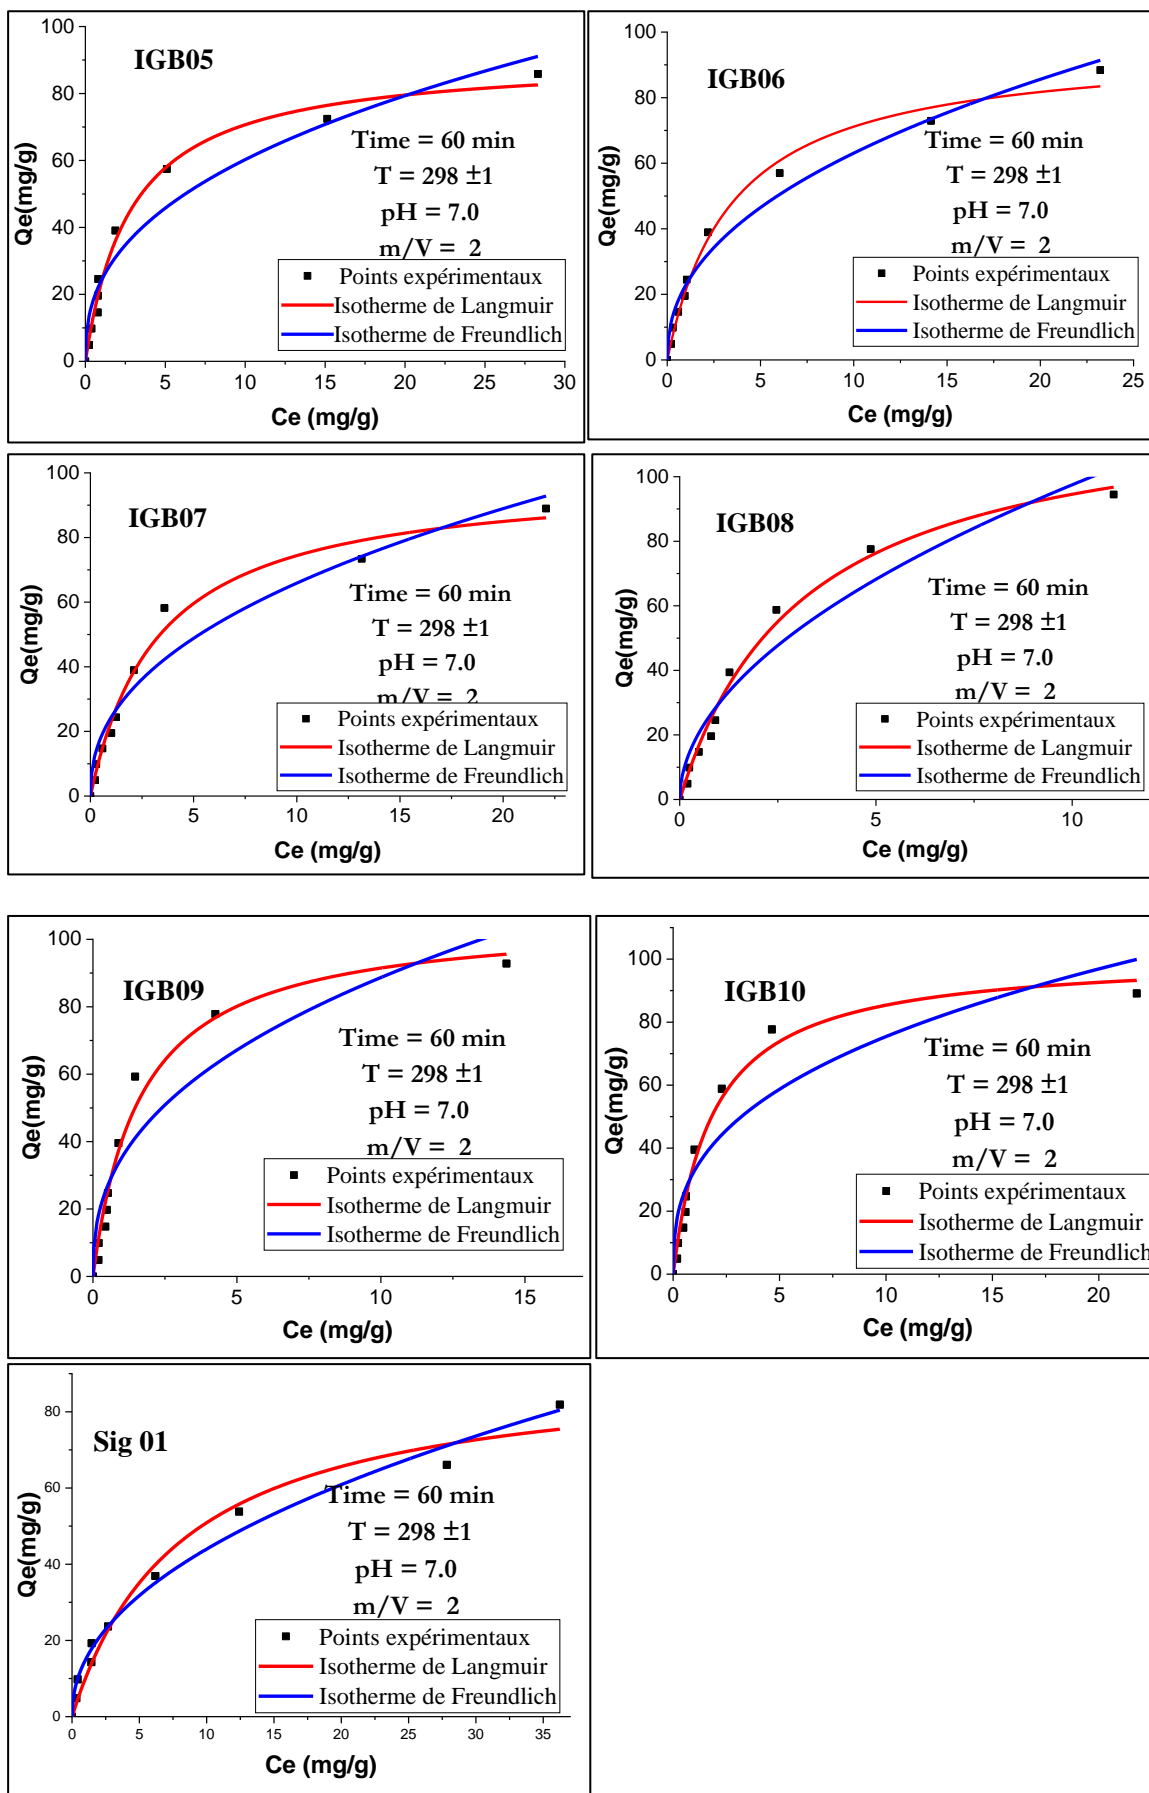 IGB05
100
80
60
40
20
0
Qe(mg/g)
Time = 60 min
T = 298 ±1
pH = 7.0
m/V = 2
Points expérimentaux
Isotherme de Langmuir
Isotherme de Freundlich
0 5 10 15 20 25 30
Ce (mg/g)
IGB06
100
80
60
40
20
0
Qe(mg/g)
Time = 60 min
T = 298 ±1
pH = 7.0
m/V = 2
Points expérimentaux
Isotherme de Langmuir
Isotherme de Freundlich
0 5 10 15 20 25
Ce (mg/g)
IGB07
100
80
60
40
20
0
Qe(mg/g)
Time = 60 min
T = 298 ±1
pH = 7.0
m/V = 2
Points expérimentaux
Isotherme de Langmuir
Isotherme de Freundlich
0 5 10 15 20
Ce (mg/g)
IGB08
100
80
60
40
20
0
Qe(mg/g)
Time = 60 min
T = 298 ±1
pH = 7.0
m/V = 2
Points expérimentaux
Isotherme de Langmuir
Isotherme de Freundlich
0 5 10
Ce (mg/g)
IGB09
100
80
60
40
20
0
Qe(mg/g)
Time = 60 min
T = 298 ±1
pH = 7.0
m/V = 2
Points expérimentaux
Isotherme de Langmuir
Isotherme de Freundlich
0 5 10 15
Ce (mg/g)
IGB10
100
80
60
40
20
0
Qe(mg/g)
Time = 60 min
T = 298 ±1
pH = 7.0
m/V = 2
Points expérimentaux
Isotherme de Langmuir
Isotherme de Freundlich
0 5 10 15 20
Ce (mg/g)
Sig 01
80
60
40
20
0
Qe(mg/g)
Time = 60 min
T = 298 ±1
pH = 7.0
m/V = 2
Points expérimentaux
Isotherme de Langmuir
Isotherme de Freundlich
0 5 10 15 20 25 30 35
Ce (mg/g)